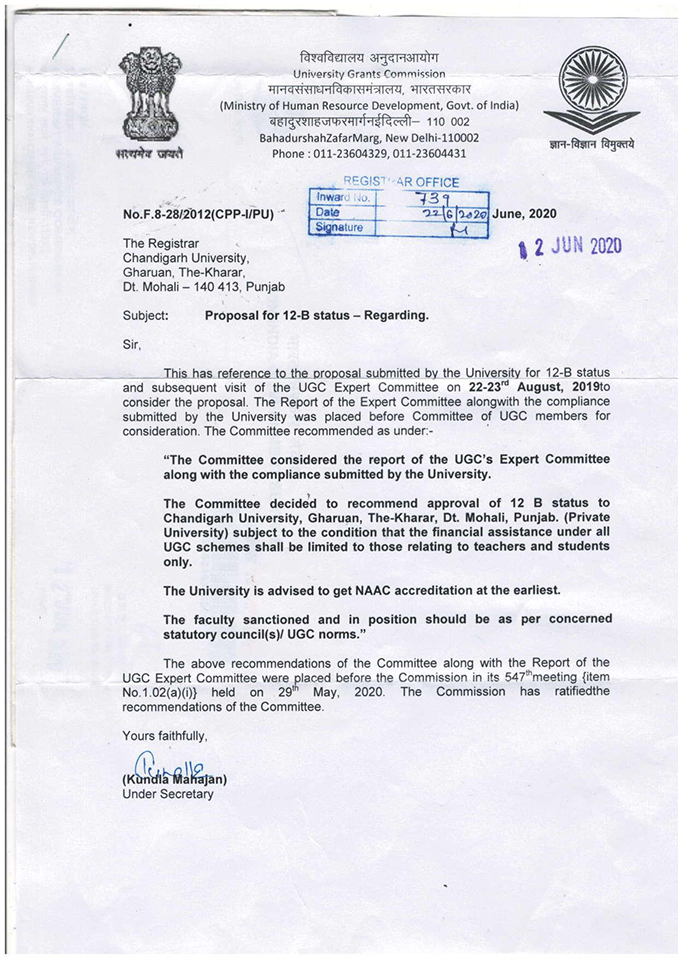 विश्वविद्यालय अनुदानआयोग
University Grants Commission
मानवसंसाधनविकासमंत्रालय, भारतसरकार
(Ministry of Human Resource Development, Govt. of India)
बहादुरशाहजफरमार्गनईदिल्ली– 110 002
BahadurshahZafarMarg, New Delhi-110002
Phone : 011-23604329, 011-23604431
सत्यमेव जयते
ज्ञान-विज्ञान विमुक्तये
REGISTRAR OFFICE
Inward No. 739
Date 22/6/2020
Signature
No.F.8-28/2012(CPP-I/PU)
June, 2020
12 JUN 2020
The Registrar
Chandigarh University,
Gharuan, The-Kharar,
Dt. Mohali – 140 413, Punjab
Subject: Proposal for 12-B status – Regarding.
Sir,
This has reference to the proposal submitted by the University for 12-B status
and subsequent visit of the UGC Expert Committee on 22-23rd August, 2019to
consider the proposal. The Report of the Expert Committee alongwith the compliance
submitted by the University was placed before Committee of UGC members for
consideration. The Committee recommended as under:-
“The Committee considered the report of the UGC’s Expert Committee
along with the compliance submitted by the University.
The Committee decided to recommend approval of 12 B status to
Chandigarh University, Gharuan, The-Kharar, Dt. Mohali, Punjab. (Private
University) subject to the condition that the financial assistance under all
UGC schemes shall be limited to those relating to teachers and students
only.
The University is advised to get NAAC accreditation at the earliest.
The faculty sanctioned and in position should be as per concerned
statutory council(s)/ UGC norms.”
The above recommendations of the Committee along with the Report of the
UGC Expert Committee were placed before the Commission in its 547thmeeting {item
No.1.02(a)(i)} held on 29th May, 2020. The Commission has ratifiedthe
recommendations of the Committee.
Yours faithfully,
(Kundla Mahajan)
Under Secretary